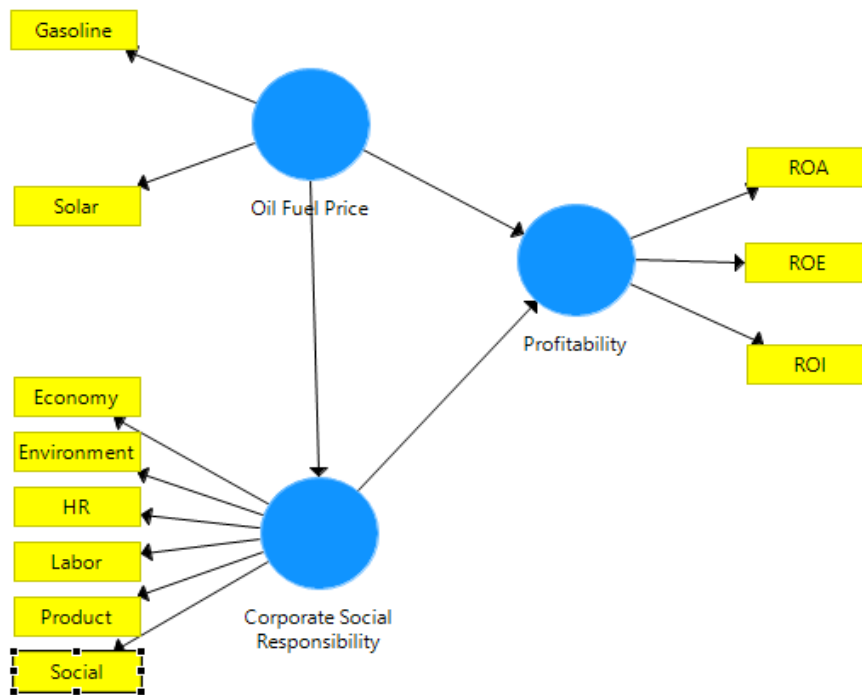 Gasoline
Solar
Oil Fuel Price
ROA
ROE
ROI
Profitability
Economy
Environment
HR
Labor
Product
Social
Corporate Social
Responsibility